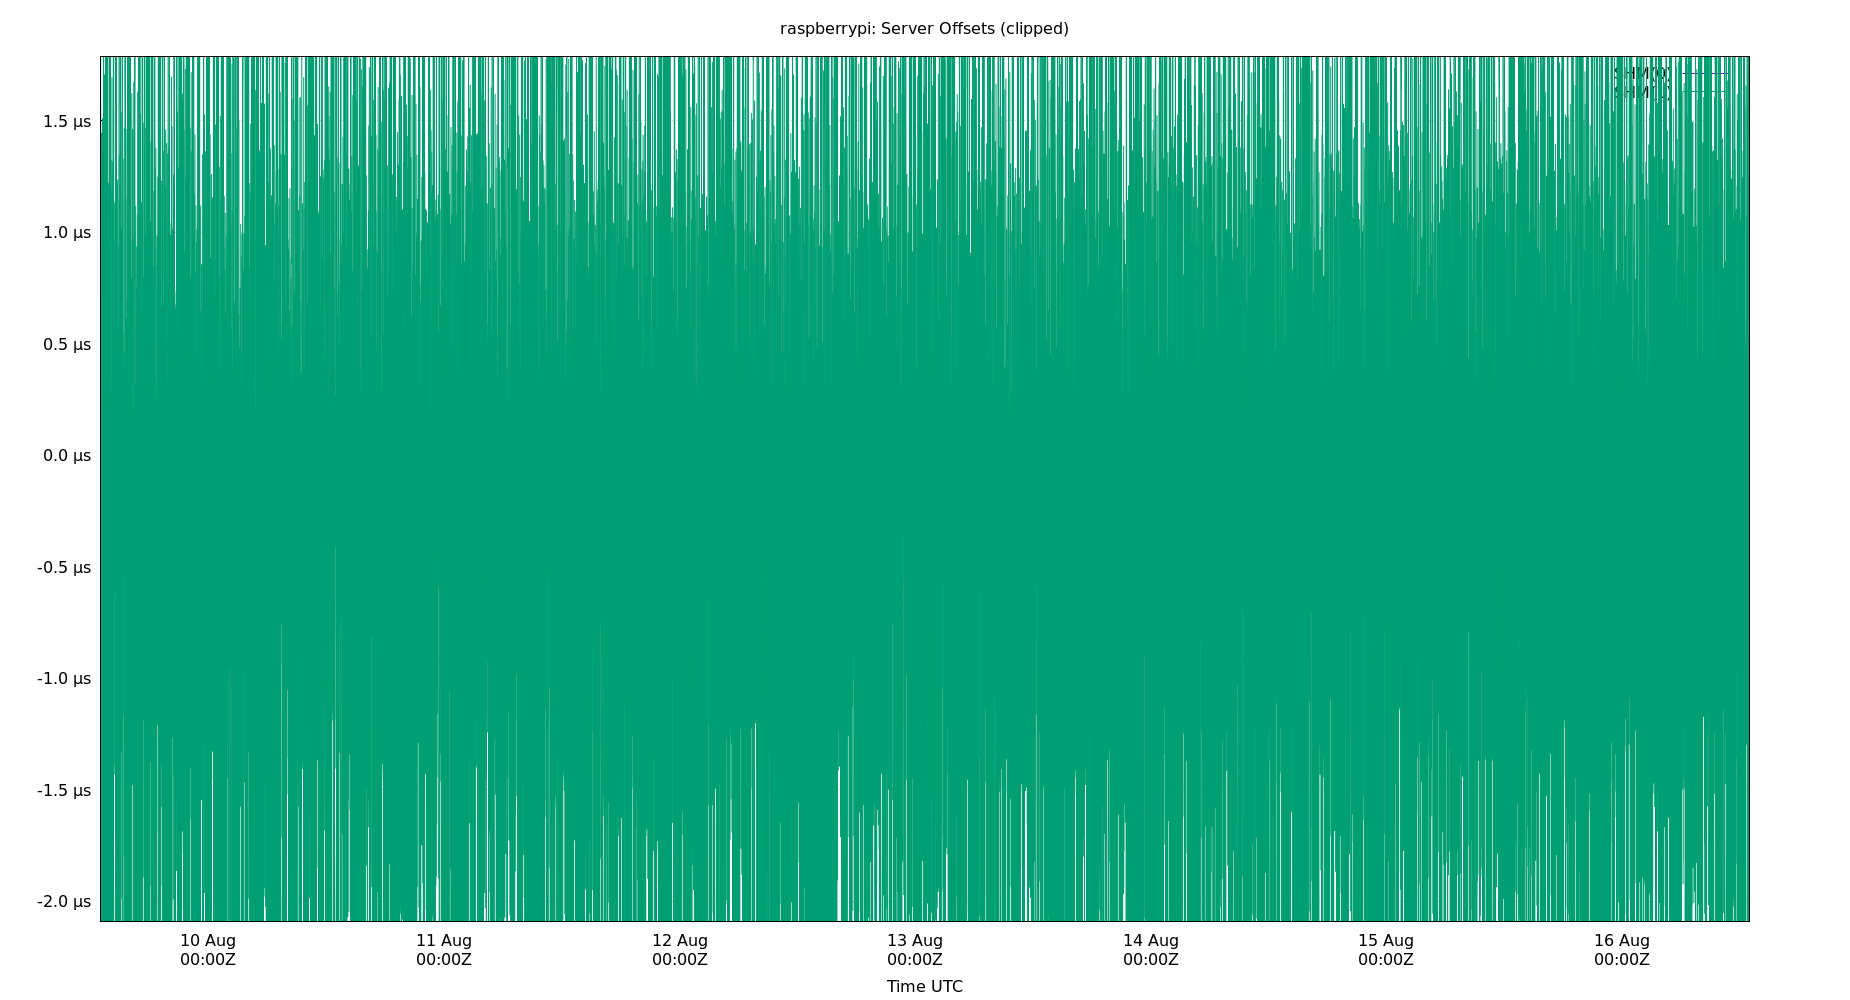 raspberrypi: Server Offsets (clipped)
SHM(0)
1.5 µs
1.0 µs
0.5 µs
0.0 µs
-0.5 µs
-1.0 µs
-1.5 µs
-2.0 µs
10 Aug 11 Aug 12 Aug 13 Aug 14 Aug 15 Aug 16 Aug
00:00Z 00:00Z 00:00Z 00:00Z 00:00Z 00:00Z 00:00Z
Time UTC